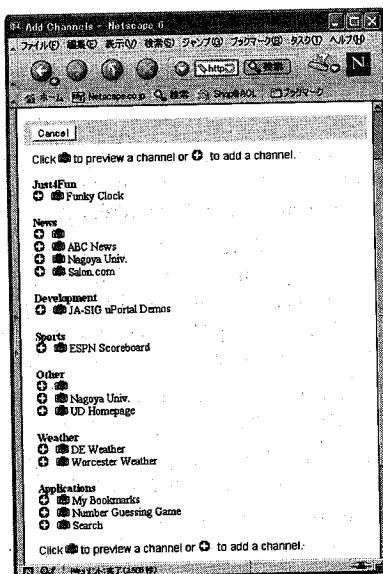 Add Channels - Netscape 6
ファイル(F) 編集(E) 表示(V) 検索(S) ジャンプ(G) ブックマーク(B) タスク(T) ヘルプ(H)
http 検索 N
ホーム Netscape.co.jp 検索 Shop@AOL ブックマーク
Cancel
Click to preview a channel or to add a channel.
Just4Fun
Funky Clock
News
ABC News
Nagoya Univ.
Salon.com
Development
JA-SIG uPortal Demos
Sports
ESPN Scoreboard
Other
Nagoya Univ.
UD Homepage
Weather
DE Weather
Worcester Weather
Applications
My Bookmarks
Number Guessing Game
Search
Click to preview a channel or to add a channel.